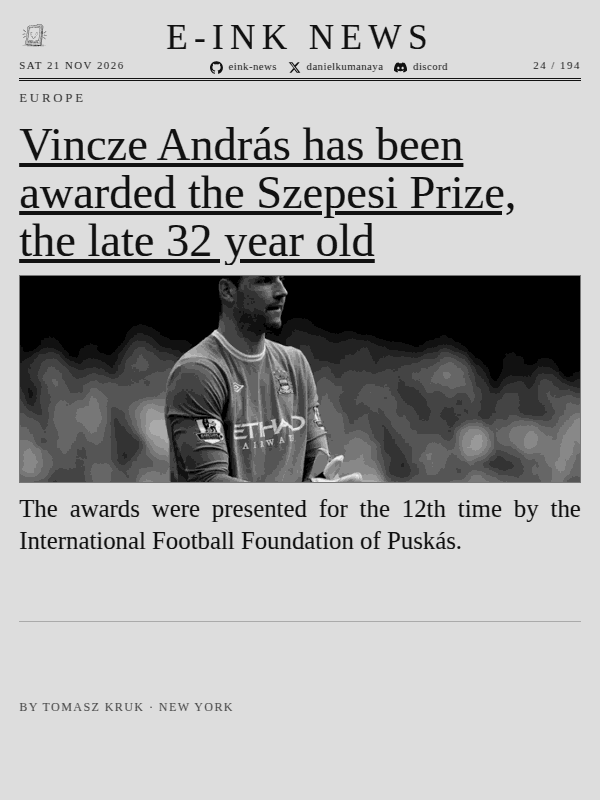 E-INK NEWS
SAT 21 NOV 2026
eink-news danielkumanaya discord
24 / 194
EUROPE
Vincze András has been
awarded the Szepesi Prize,
the late 32 year old
ETIHAD
AIRWAYS
The awards were presented for the 12th time by the
International Football Foundation of Puskás.
BY TOMASZ KRUK · NEW YORK